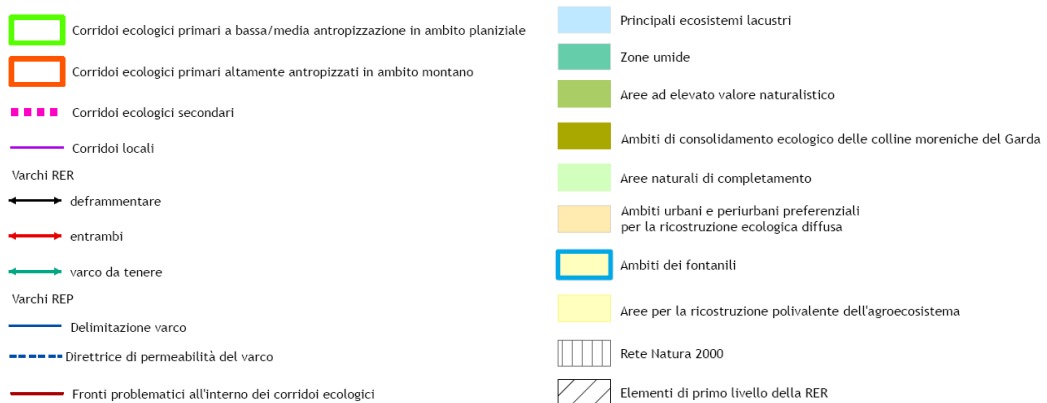 Corridoi ecologici primari a bassa/media antropizzazione in ambito planiziale
Corridoi ecologici primari altamente antropizzati in ambito montano
Corridoi ecologici secondari
Corridoi locali
Varchi RER
deframmentare
entrambi
varco da tenere
Varchi REP
Delimitazione varco
Direttrice di permeabilità del varco
Fronti problematici all'interno dei corridoi ecologici
Principali ecosistemi lacustri
Zone umide
Aree ad elevato valore naturalistico
Ambiti di consolidamento ecologico delle colline moreniche del Garda
Aree naturali di completamento
Ambiti urbani e periurbani preferenziali
per la ricostruzione ecologica diffusa
Ambiti dei fontanili
Aree per la ricostruzione polivalente dell'agroecosistema
Rete Natura 2000
Elementi di primo livello della RER